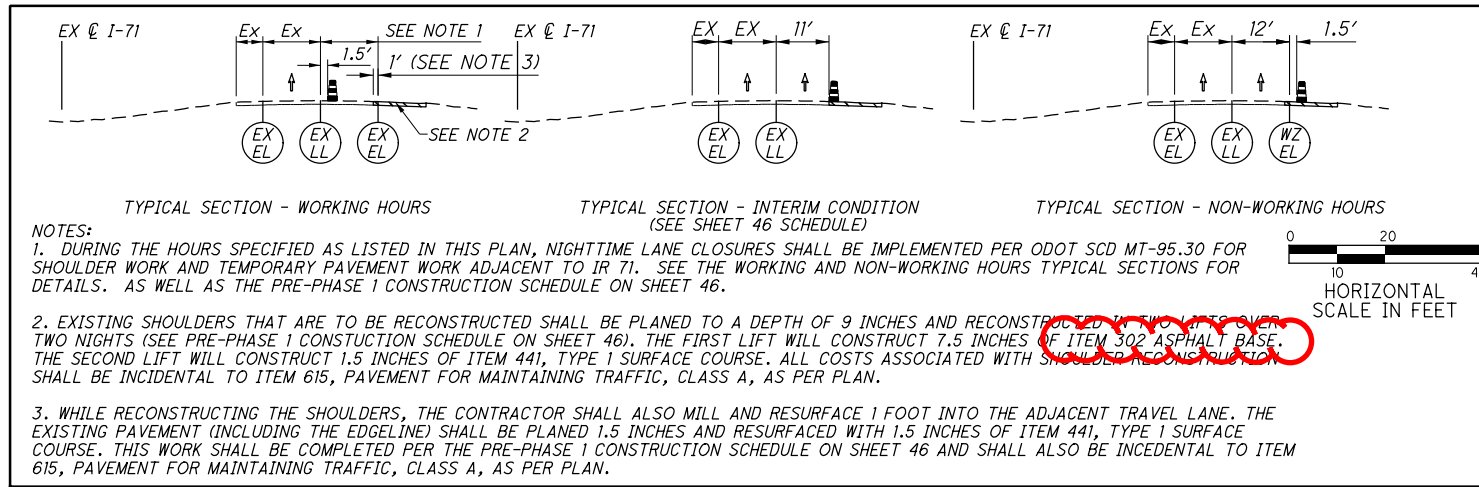 EX ℄ I-71
Ex Ex SEE NOTE 1
1.5'
1' (SEE NOTE 3)
SEE NOTE 2
EX EL
EX LL
EX EL
TYPICAL SECTION - WORKING HOURS
EX ℄ I-71
EX EX 11'
EX EL
EX LL
TYPICAL SECTION - INTERIM CONDITION
(SEE SHEET 46 SCHEDULE)
EX ℄ I-71
Ex Ex 12' 1.5'
EX EL
EX LL
WZ EL
TYPICAL SECTION - NON-WORKING HOURS
0 20
10 40
HORIZONTAL
SCALE IN FEET
NOTES:
1. DURING THE HOURS SPECIFIED AS LISTED IN THIS PLAN, NIGHTTIME LANE CLOSURES SHALL BE IMPLEMENTED PER ODOT SCD MT-95.30 FOR
SHOULDER WORK AND TEMPORARY PAVEMENT WORK ADJACENT TO IR 71. SEE THE WORKING AND NON-WORKING HOURS TYPICAL SECTIONS FOR
DETAILS. AS WELL AS THE PRE-PHASE 1 CONSTRUCTION SCHEDULE ON SHEET 46.
2. EXISTING SHOULDERS THAT ARE TO BE RECONSTRUCTED SHALL BE PLANED TO A DEPTH OF 9 INCHES AND RECONSTRUCTED IN TWO LIFTS OVER
TWO NIGHTS (SEE PRE-PHASE 1 CONSTUCTION SCHEDULE ON SHEET 46). THE FIRST LIFT WILL CONSTRUCT 7.5 INCHES OF ITEM 302 ASPHALT BASE.
THE SECOND LIFT WILL CONSTRUCT 1.5 INCHES OF ITEM 441, TYPE 1 SURFACE COURSE. ALL COSTS ASSOCIATED WITH SHOULDER RECONSTRUCTION
SHALL BE INCIDENTAL TO ITEM 615, PAVEMENT FOR MAINTAINING TRAFFIC, CLASS A, AS PER PLAN.
3. WHILE RECONSTRUCTING THE SHOULDERS, THE CONTRACTOR SHALL ALSO MILL AND RESURFACE 1 FOOT INTO THE ADJACENT TRAVEL LANE. THE
EXISTING PAVEMENT (INCLUDING THE EDGELINE) SHALL BE PLANED 1.5 INCHES AND RESURFACED WITH 1.5 INCHES OF ITEM 441, TYPE 1 SURFACE
COURSE. THIS WORK SHALL BE COMPLETED PER THE PRE-PHASE 1 CONSTRUCTION SCHEDULE ON SHEET 46 AND SHALL ALSO BE INCEDENTAL TO ITEM
615, PAVEMENT FOR MAINTAINING TRAFFIC, CLASS A, AS PER PLAN.